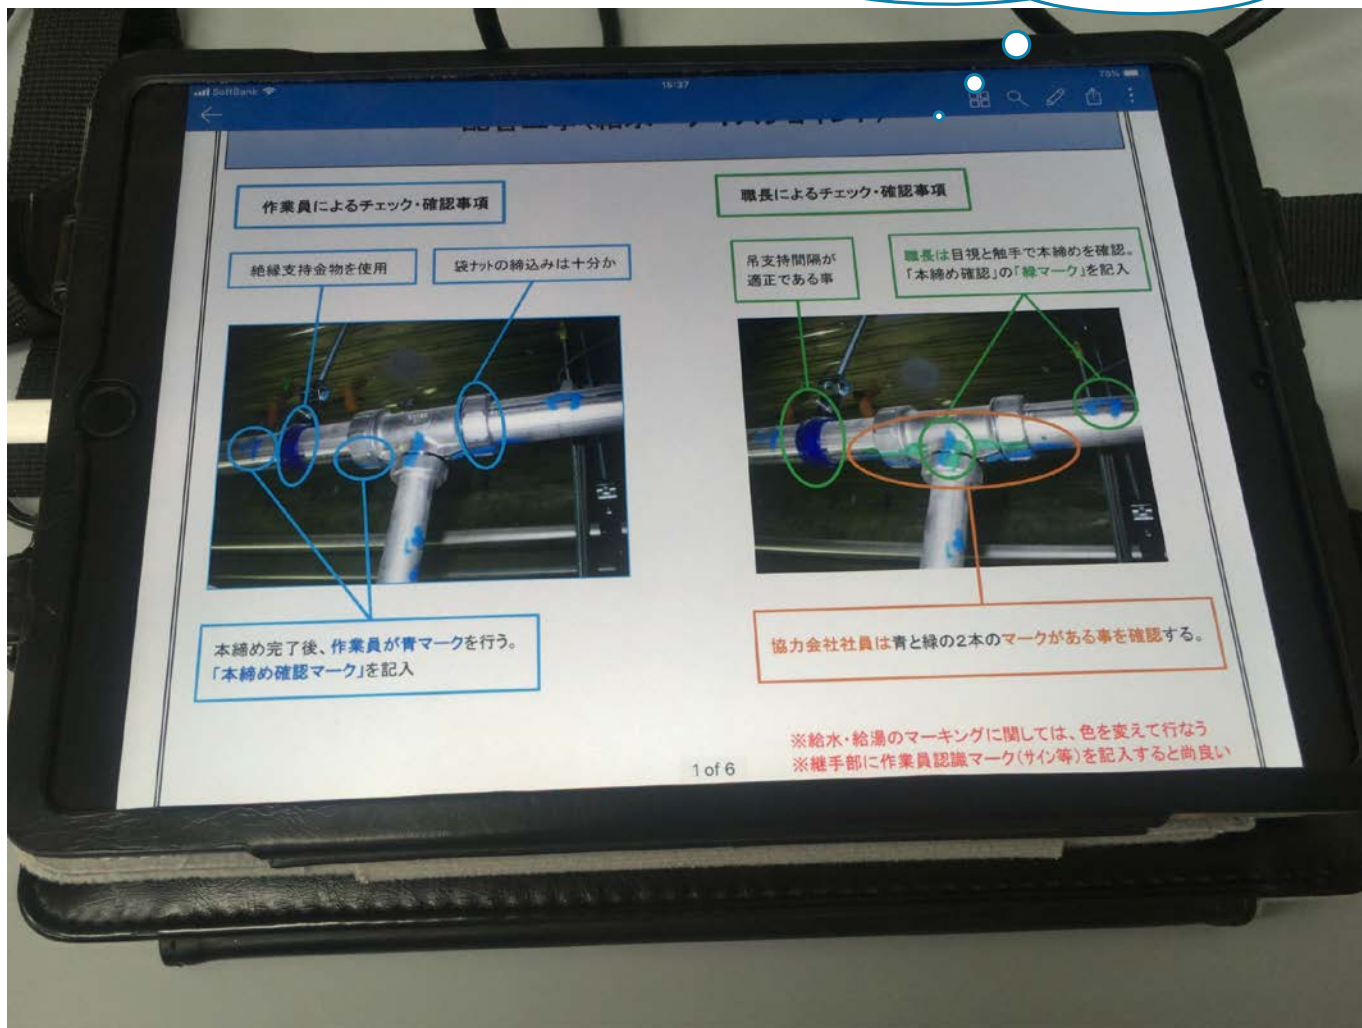 SoftBank
15:37
75%
作業員によるチェック・確認事項
職長によるチェック・確認事項
絶縁支持金物を使用
袋ナットの締込みは十分か
吊支持間隔が
適正である事
職長は目視と触手で本締めを確認。
「本締め確認」の「緑マーク」を記入
本締め完了後、作業員が青マークを行う。
「本締め確認マーク」を記入
協力会社社員は青と緑の2本のマークがある事を確認する。
※給水・給湯のマーキングに関しては、色を変えて行なう
※継手部に作業員認識マーク(サイン等)を記入すると尚良い
1 of 6